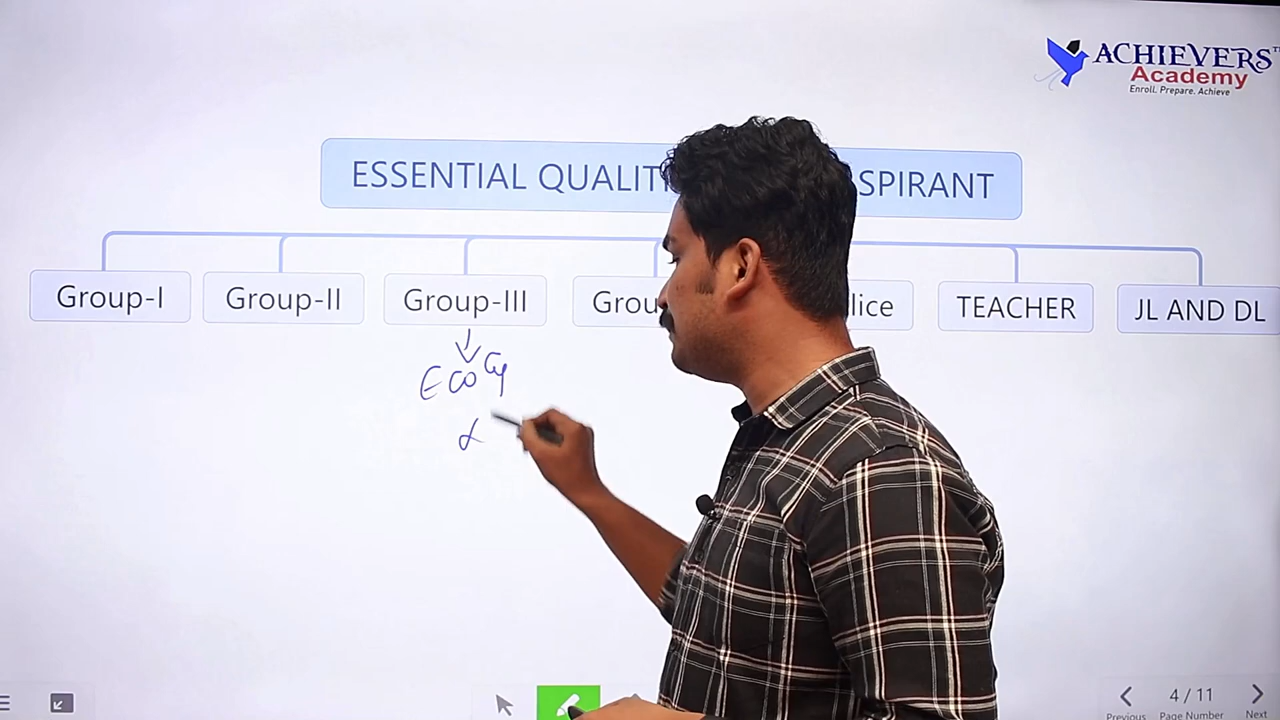 ACHIEVERS
Academy
Enroll. Prepare. Achieve
ESSENTIAL QUALIT SPIRANT
Group-I Group-II Group-III Grou lice TEACHER JL AND DL
4 / 11
Previous Page Number Next